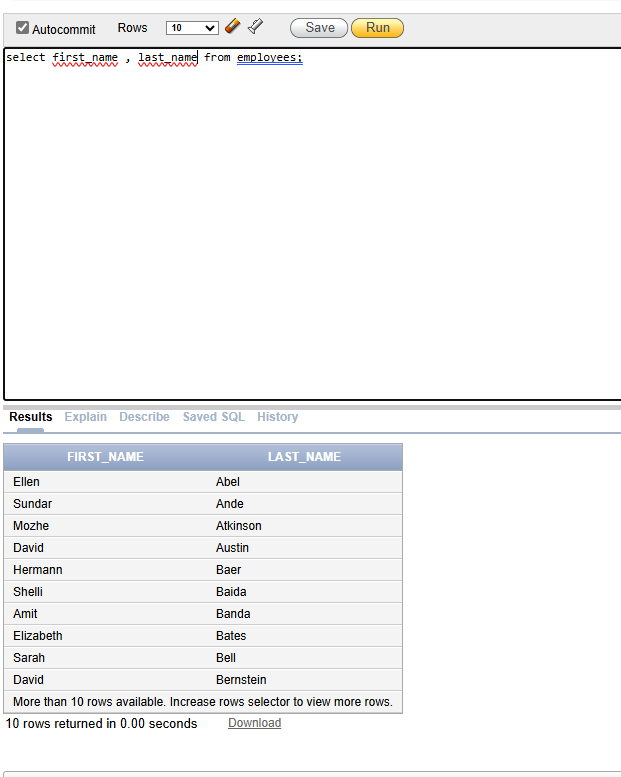 Autocommit Rows 10 Save Run
select first_name , last_name from employees;
Results Explain Describe Saved SQL History
FIRST_NAME LAST_NAME
Ellen Abel
Sundar Ande
Mozhe Atkinson
David Austin
Hermann Baer
Shelli Baida
Amit Banda
Elizabeth Bates
Sarah Bell
David Bernstein
More than 10 rows available. Increase rows selector to view more rows.
10 rows returned in 0.00 seconds Download